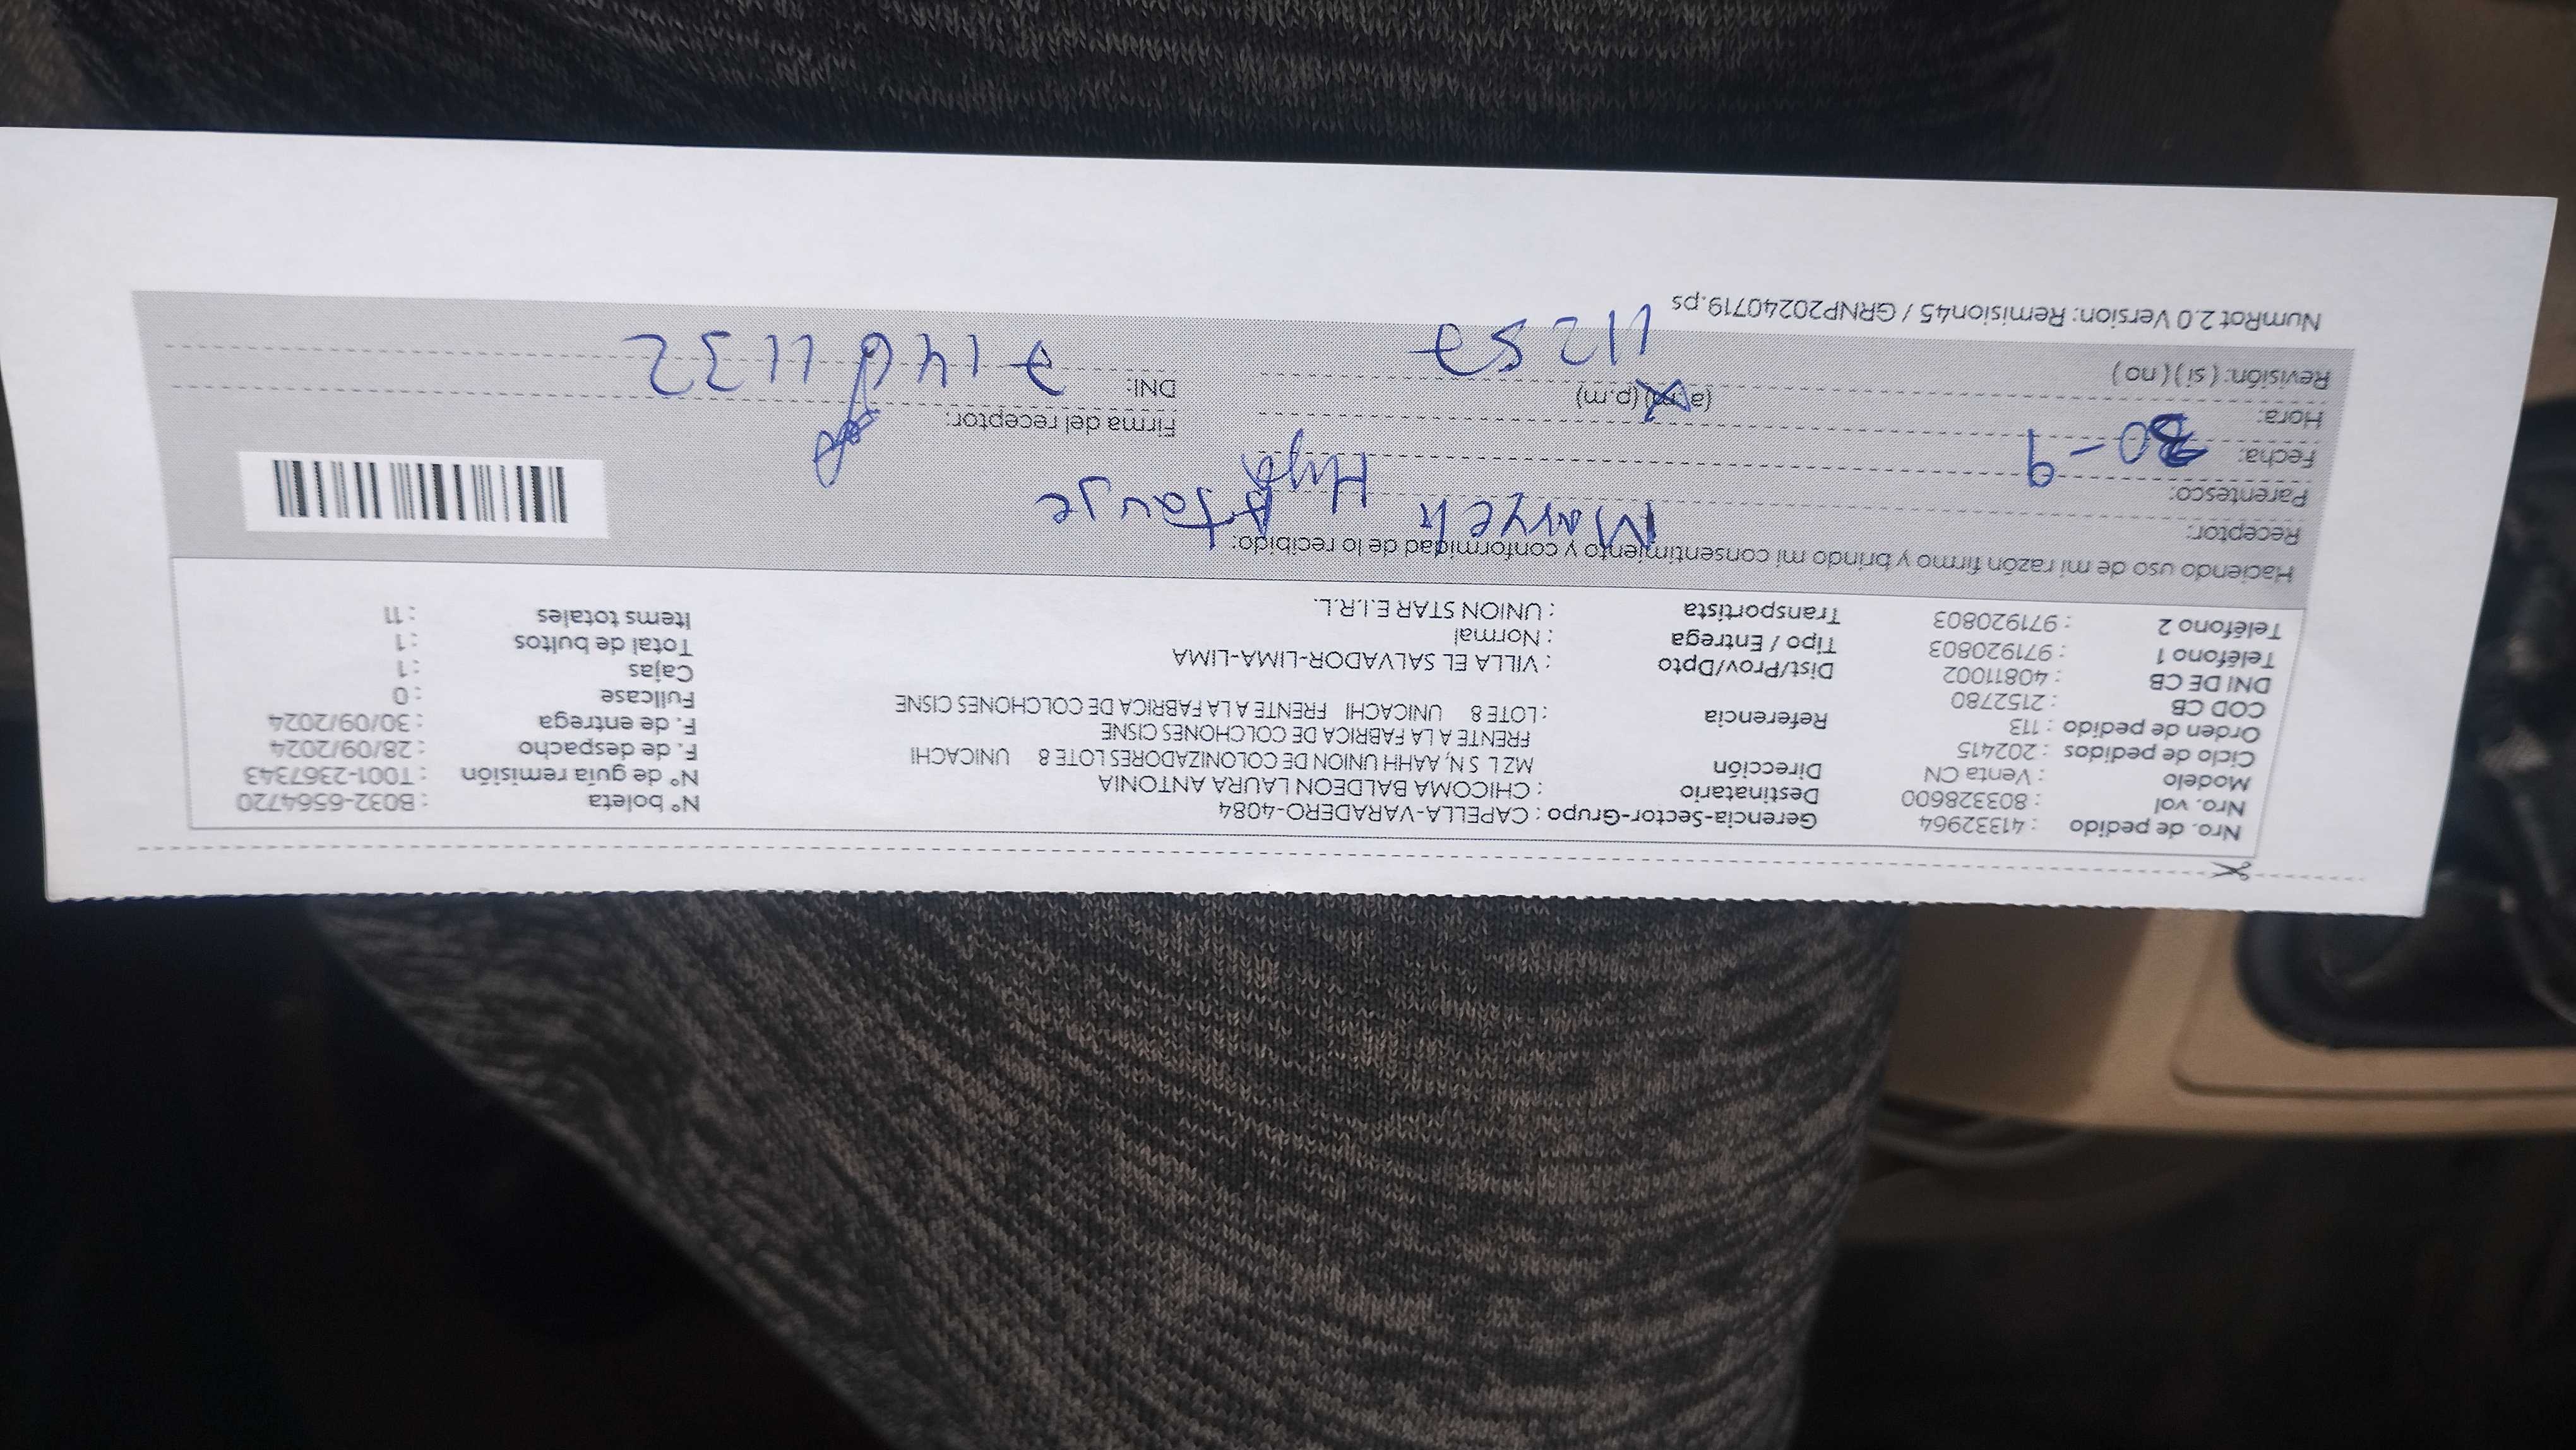 Nro. de pedido : 41332964 Gerencia-Sector-Grupo : CAPELLA-VARADERO-4084 N° boleta : B032-6564720
Nro. vol : 803328600 Destinatario : CHICOMA BALDEON LAURA ANTONIA N° de guía remisión : T001-2367343
Modelo : Venta CN Dirección MZ L S N, AAHH UNION DE COLONIZADORES LOTE 8 UNICACHI F. de despacho : 28/09/2024
Ciclo de pedidos : 202415 FRENTE A LA FABRICA DE COLCHONES CISNE F. de entrega : 30/09/2024
Orden de pedido : 113 Referencia : LOTE 8 UNICACHI FRENTE A LA FABRICA DE COLCHONES CISNE Fullcase : 0
COD CB : 2152780 Cajas : 1
DNI DE CB : 40811002 Dist/Prov/Dpto : VILLA EL SALVADOR-LIMA-LIMA Total de bultos : 1
Teléfono 1 : 971920803 Tipo / Entrega : Normal Items totales : 11
Teléfono 2 : 971920803 Transportista : UNION STAR E.I.R.L.
Haciendo uso de mi razón firmo y brindo mi consentimiento y conformidad de lo recibido:
Receptor:
Parentesco: Hija
Fecha: 30-9
Hora: (a.m) (p.m) Firma del receptor:
Revisión: ( si ) ( no ) 11257 DNI: 71461132
NumRot 2.0 Version: Remision45 / GRNP20240719.ps